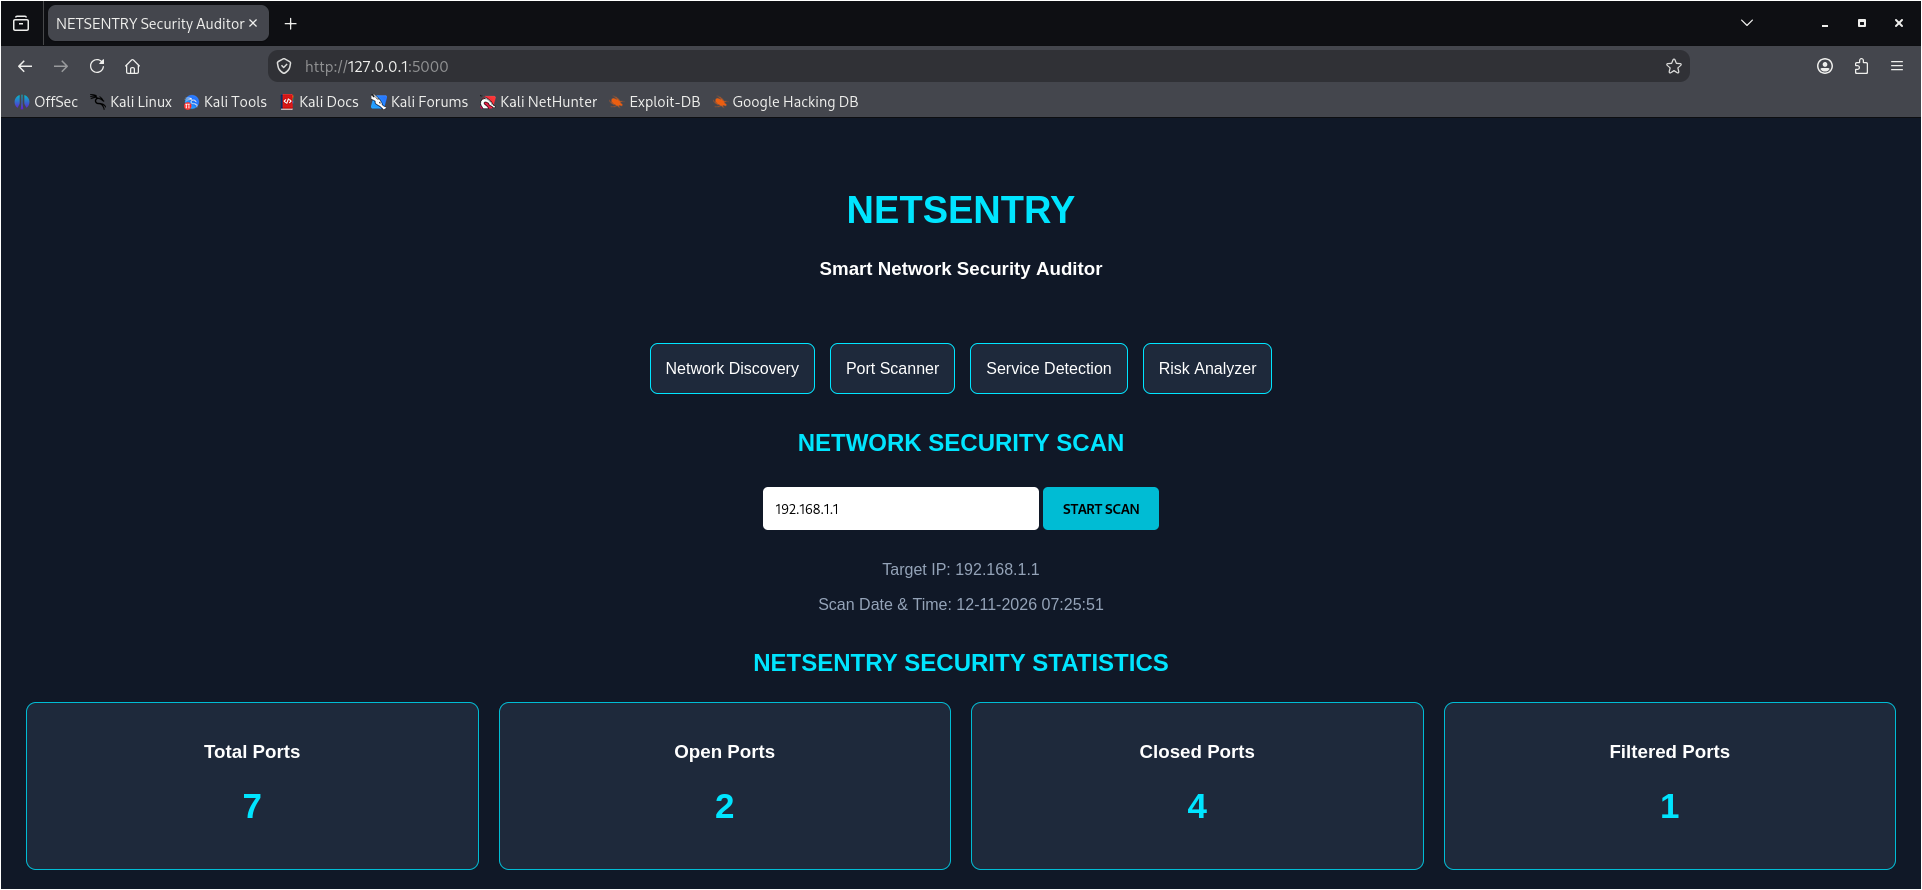 NETSENTRY Security Auditor
http://127.0.0.1:5000
OffSec Kali Linux Kali Tools Kali Docs Kali Forums Kali NetHunter Exploit-DB Google Hacking DB
NETSENTRY
Smart Network Security Auditor
Network Discovery Port Scanner Service Detection Risk Analyzer
NETWORK SECURITY SCAN
192.168.1.1 START SCAN
Target IP: 192.168.1.1
Scan Date & Time: 12-11-2026 07:25:51
NETSENTRY SECURITY STATISTICS
Total Ports Open Ports Closed Ports Filtered Ports
7 2 4 1